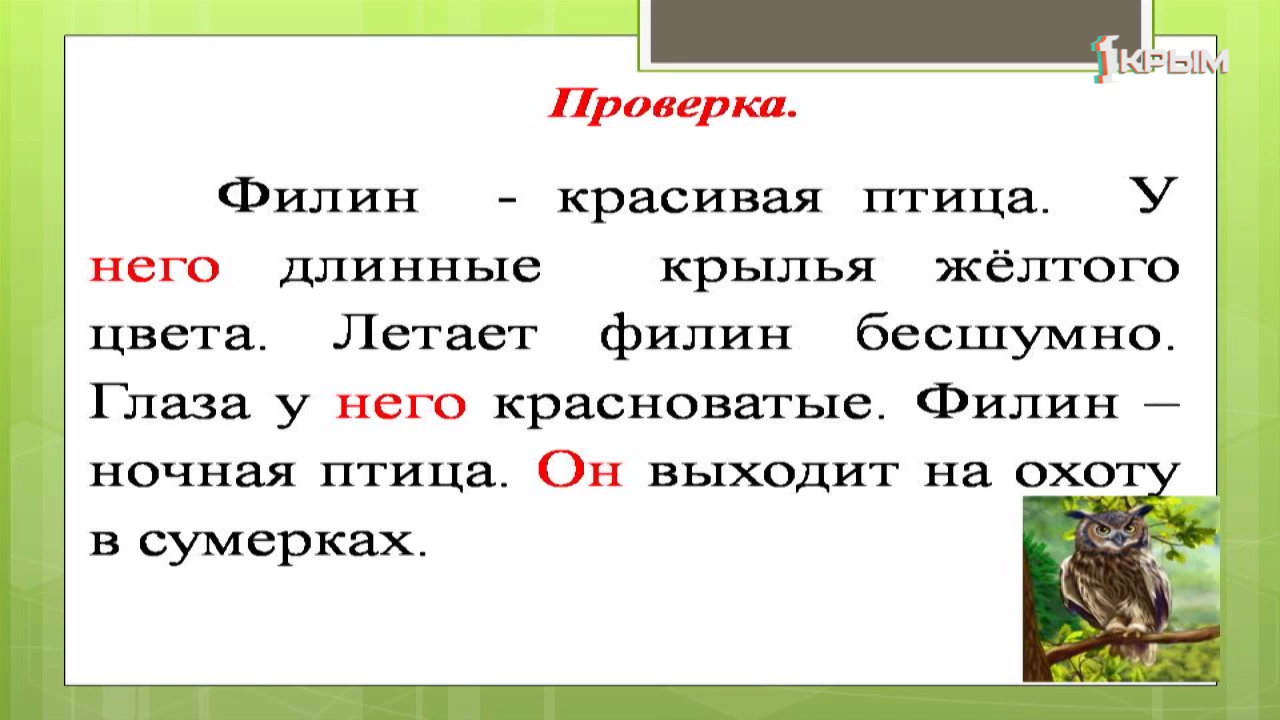 1КРЫМ
Проверка.
Филин - красивая птица. У
него длинные крылья жёлтого
цвета. Летает филин бесшумно.
Глаза у него красноватые. Филин –
ночная птица. Он выходит на охоту
в сумерках.